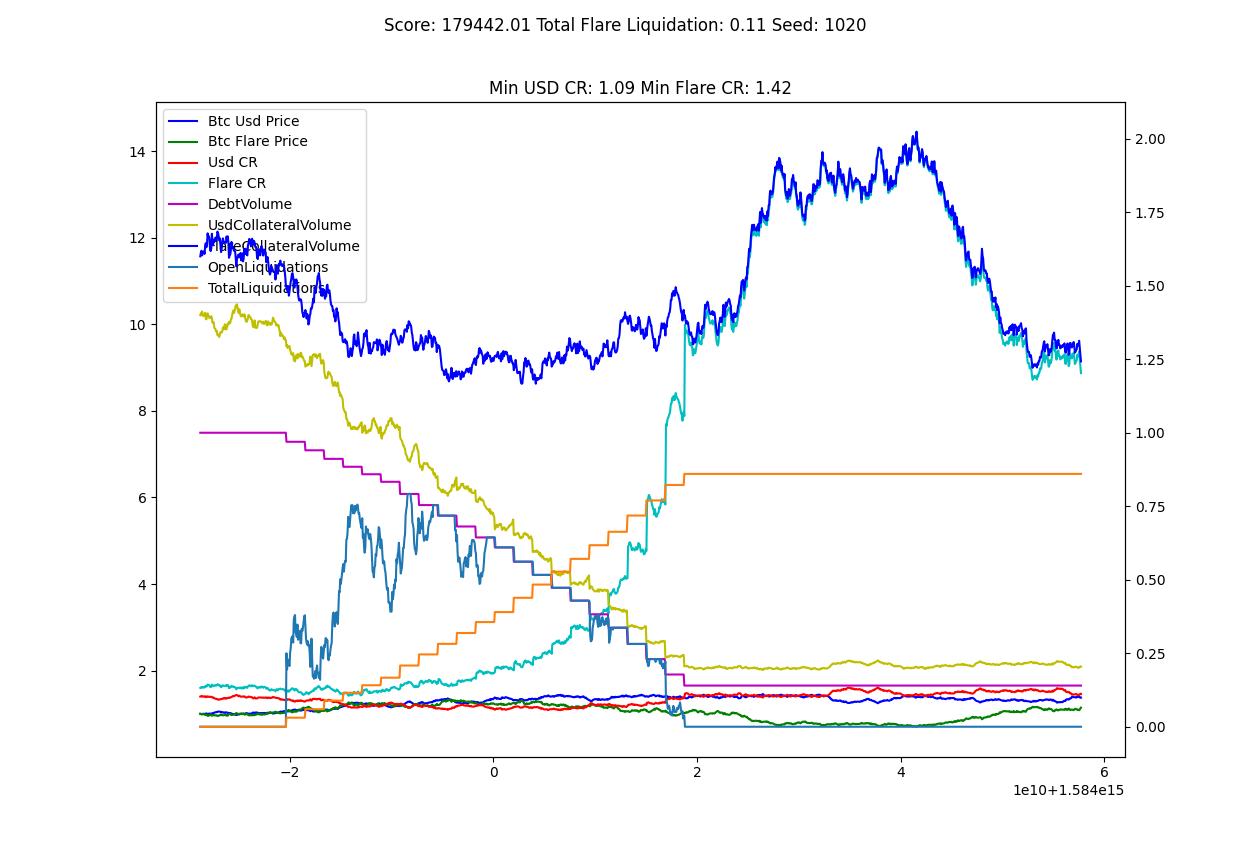 Score: 179442.01 Total Flare Liquidation: 0.11 Seed: 1020
Min USD CR: 1.09 Min Flare CR: 1.42
Btc Usd Price
Btc Flare Price
Usd CR
Flare CR
DebtVolume
UsdCollateralVolume
FlareCollateralVolume
OpenLiquidations
TotalLiquidations
14
12
10
8
6
4
2
2.00
1.75
1.50
1.25
1.00
0.75
0.50
0.25
0.00
−2
0
2
4
6
1e10+1.584e15